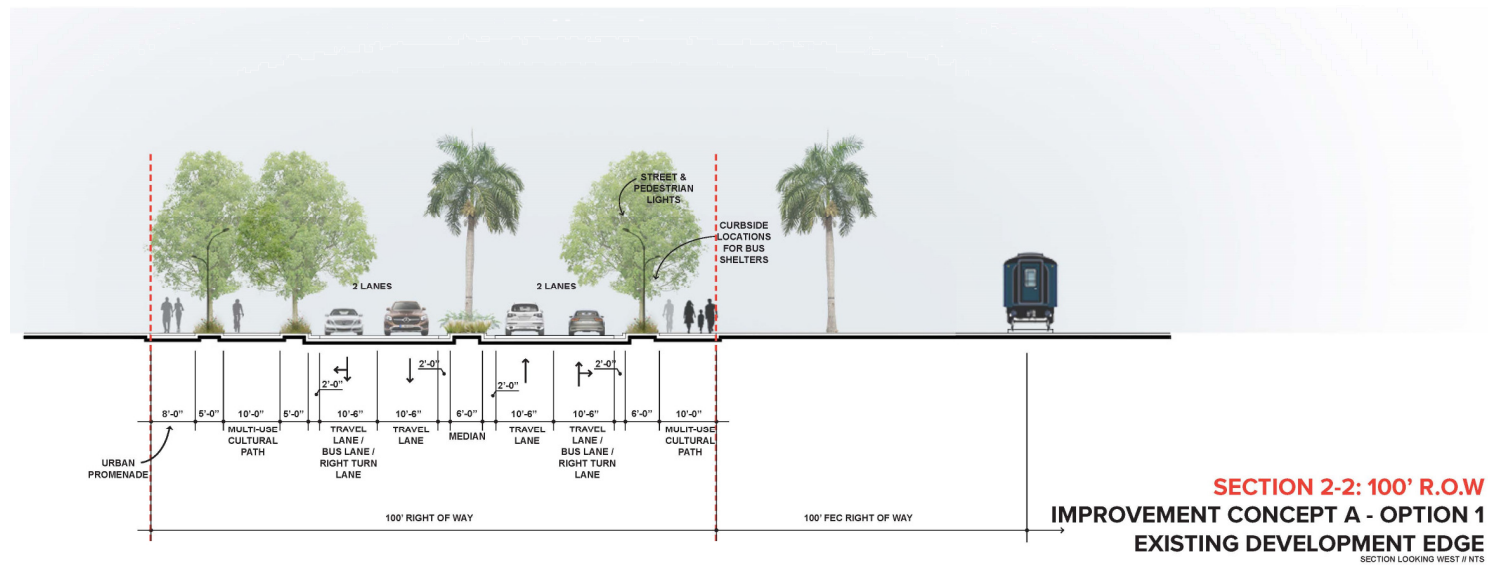 STREET &
PEDESTRIAN
LIGHTS
CURBSIDE
LOCATIONS
FOR BUS
SHELTERS
2 LANES
2 LANES
2'-0"
2'-0"
2'-0"
2'-0"
8'-0"
5'-0"
10'-0"
5'-0"
10'-6"
10'-6"
6'-0"
10'-6"
10'-6"
6'-0"
10'-0"
URBAN
PROMENADE
MULTI-USE
CULTURAL
PATH
TRAVEL
LANE /
BUS LANE /
RIGHT TURN
LANE
TRAVEL
LANE
MEDIAN
TRAVEL
LANE
TRAVEL
LANE /
BUS LANE /
RIGHT TURN
LANE
MULIT-USE
CULTURAL
PATH
100' RIGHT OF WAY
100' FEC RIGHT OF WAY
SECTION 2-2: 100' R.O.W
IMPROVEMENT CONCEPT A - OPTION 1
EXISTING DEVELOPMENT EDGE
SECTION LOOKING WEST // NTS